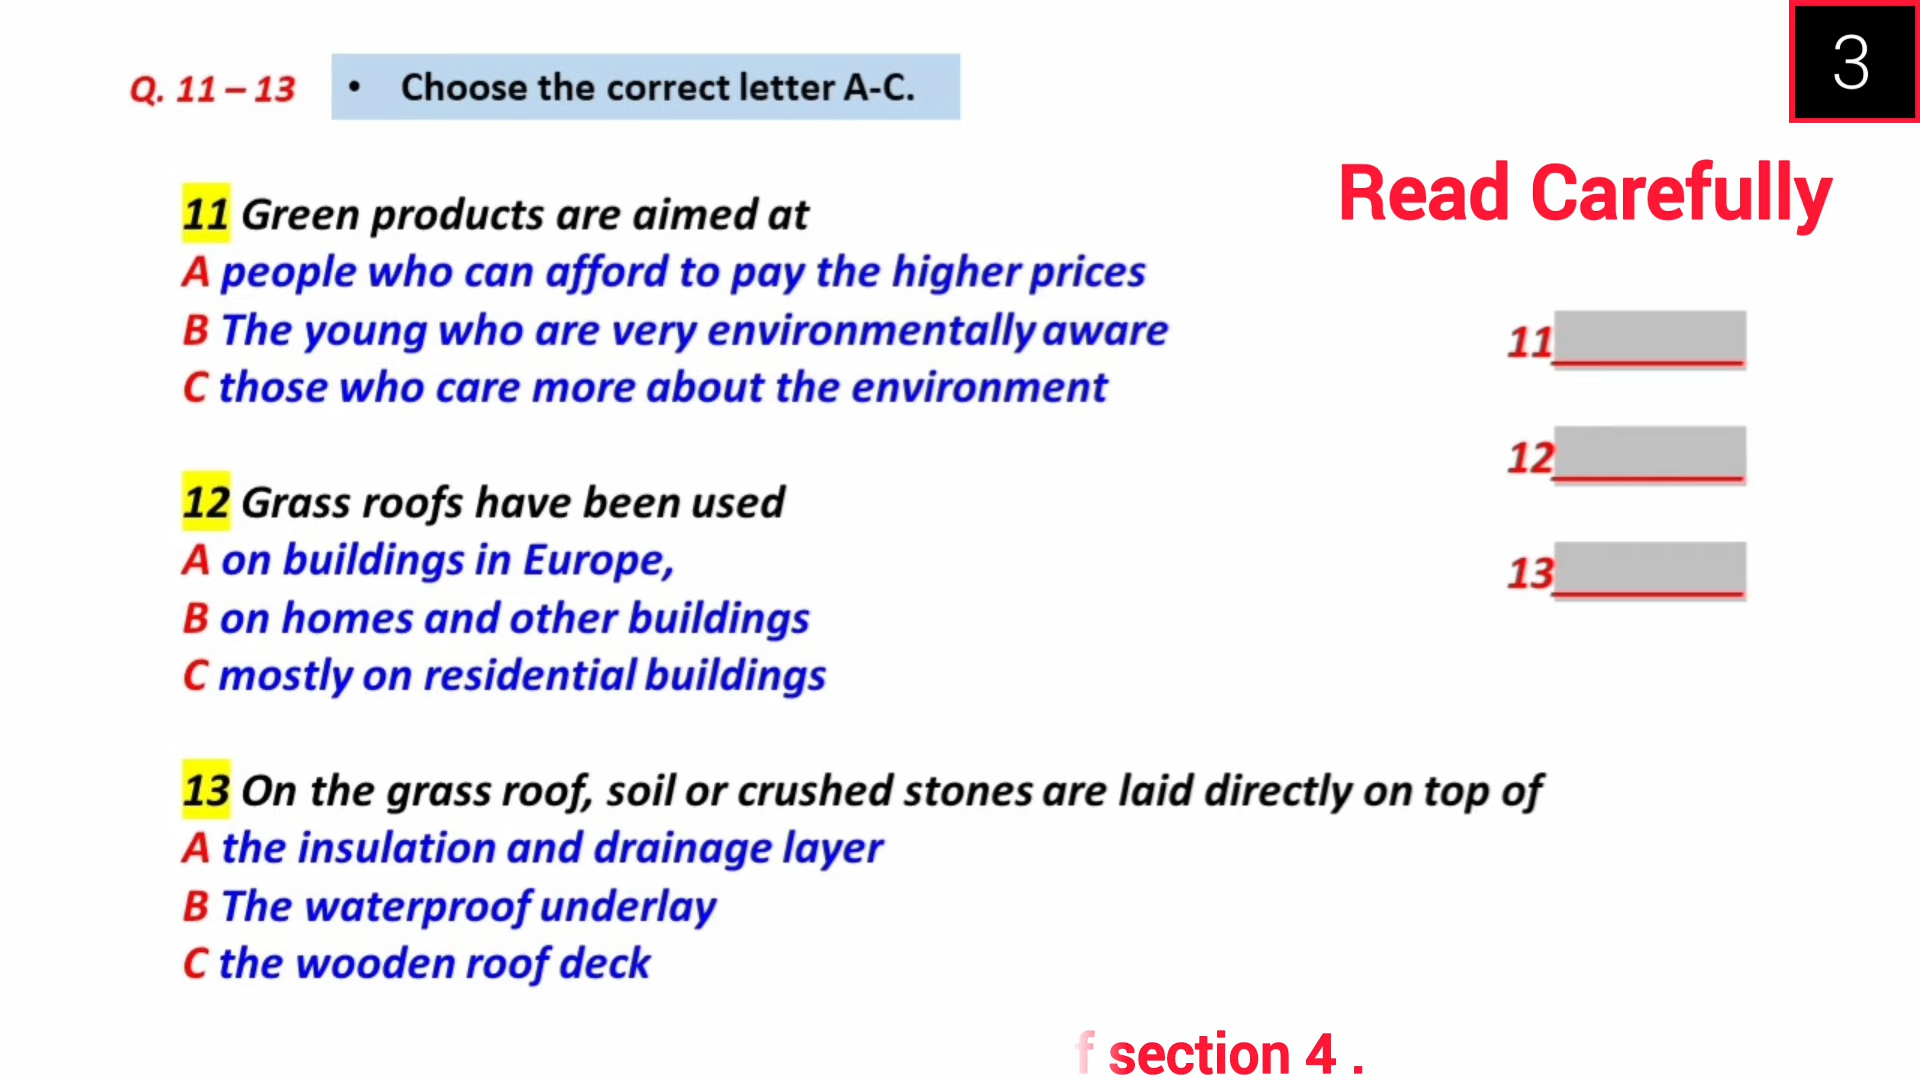 3
Q. 11 – 13 • Choose the correct letter A-C.
Read Carefully
11 Green products are aimed at
A people who can afford to pay the higher prices
B The young who are very environmentally aware
C those who care more about the environment
12 Grass roofs have been used
A on buildings in Europe,
B on homes and other buildings
C mostly on residential buildings
13 On the grass roof, soil or crushed stones are laid directly on top of
A the insulation and drainage layer
B The waterproof underlay
C the wooden roof deck
11
12
13
f section 4 .